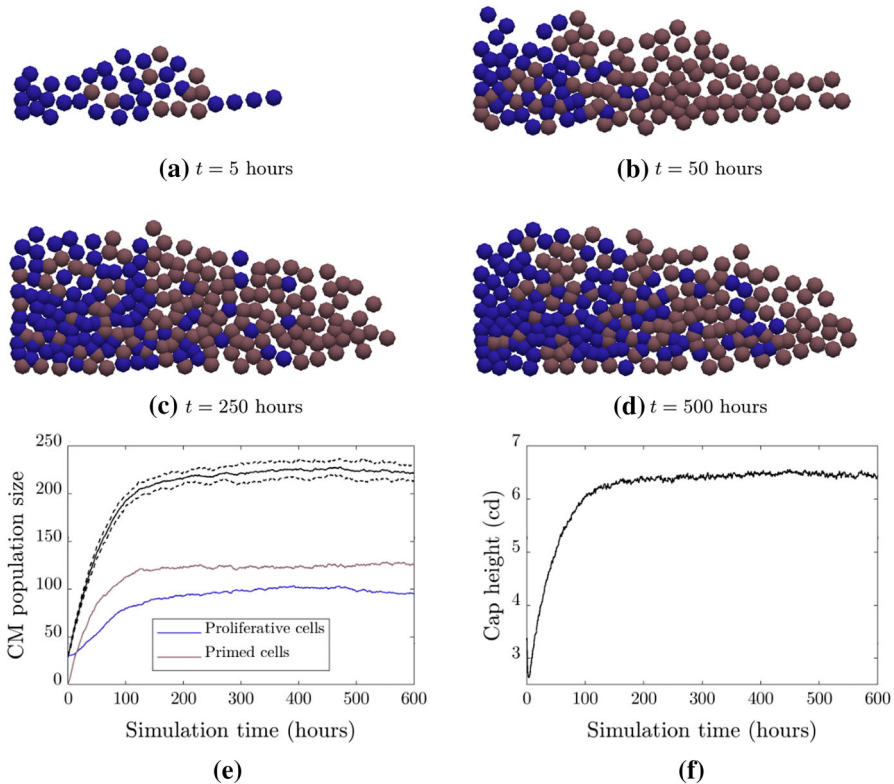 (a) t = 5 hours
(b) t = 50 hours
(c) t = 250 hours
(d) t = 500 hours
250
200
150
100
50
0
CM population size
Proliferative cells
Primed cells
0 100 200 300 400 500 600
Simulation time (hours)
(e)
7
6
5
4
3
Cap height (cd)
0 100 200 300 400 500 600
Simulation time (hours)
(f)